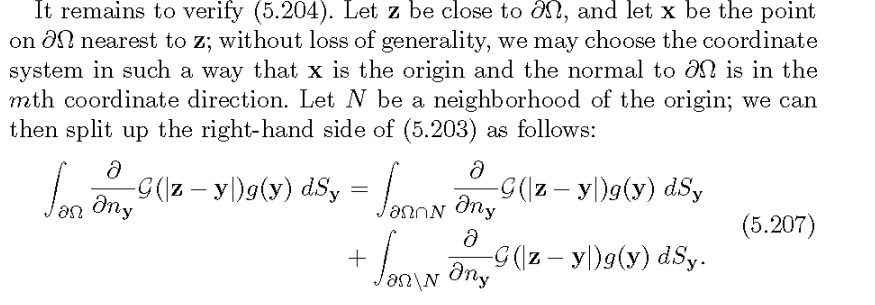 It remains to verify (5.204). Let z be close to ∂Ω, and let x be the point
on ∂Ω nearest to z; without loss of generality, we may choose the coordinate
system in such a way that x is the origin and the normal to ∂Ω is in the
mth coordinate direction. Let N be a neighborhood of the origin; we can
then split up the right-hand side of (5.203) as follows:
∫_{∂Ω} ∂/∂n_y 𝒢(|z − y|)g(y) dS_y = ∫_{∂Ω∩N} ∂/∂n_y 𝒢(|z − y|)g(y) dS_y
+ ∫_{∂Ω\N} ∂/∂n_y 𝒢(|z − y|)g(y) dS_y. (5.207)